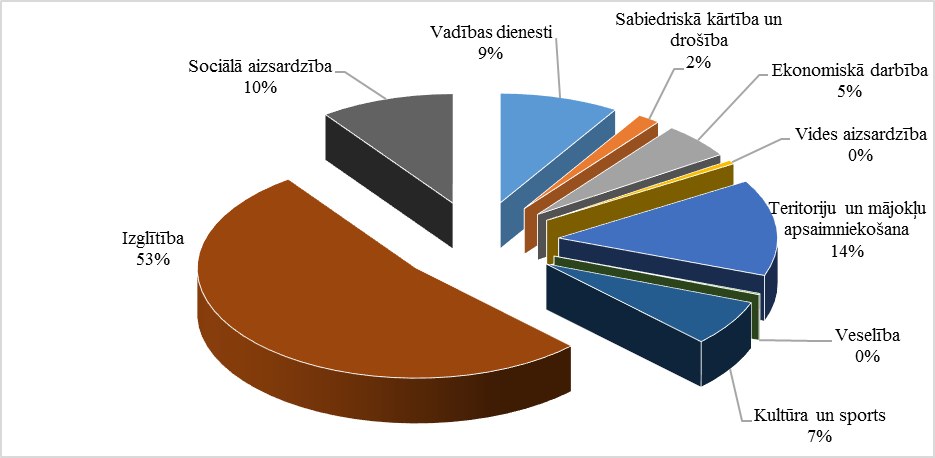 Vadības dienesti
9%
Sabiedriskā kārtība un
drošība
2%
Ekonomiskā darbība
5%
Vides aizsardzība
0%
Teritoriju un mājokļu
apsaimniekošana
14%
Veselība
0%
Kultūra un sports
7%
Izglītība
53%
Sociālā aizsardzība
10%